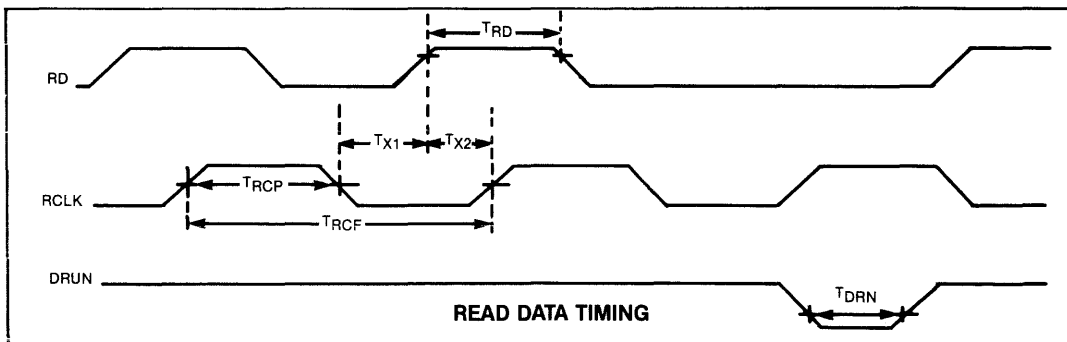 TRD
RD
TX1 TX2
TRCP
RCLK
TRCF
DRUN
TDRN
READ DATA TIMING